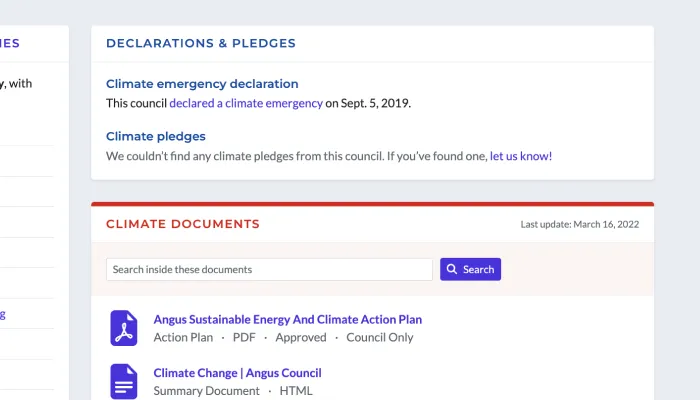 IES
DECLARATIONS & PLEDGES
y, with
Climate emergency declaration
This council declared a climate emergency on Sept. 5, 2019.
Climate pledges
We couldn't find any climate pledges from this council. If you've found one, let us know!
CLIMATE DOCUMENTS
Last update: March 16, 2022
Search inside these documents
Search
g
Angus Sustainable Energy And Climate Action Plan
Action Plan · PDF · Approved · Council Only
Climate Change | Angus Council
Summary Document · HTML